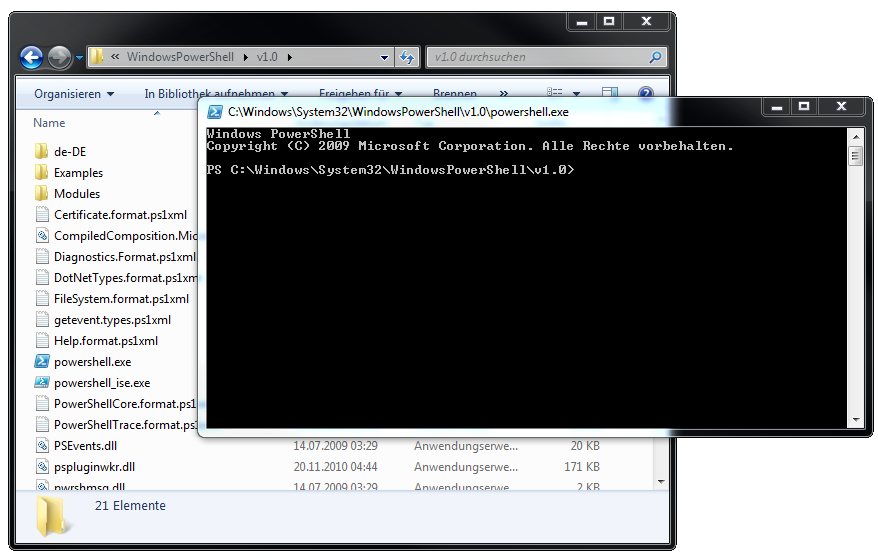 « WindowsPowerShell ▸ v1.0 ▸
v1.0 durchsuchen
Organisieren In Bibliothek aufnehmen Freigeben für Brennen »
Name
C:\Windows\System32\WindowsPowerShell\v1.0\powershell.exe
Windows PowerShell
Copyright (C) 2009 Microsoft Corporation. Alle Rechte vorbehalten.
PS C:\Windows\System32\WindowsPowerShell\v1.0>
de-DE
Examples
Modules
Certificate.format.ps1xml
CompiledComposition.Mic
Diagnostics.Format.ps1xml
DotNetTypes.format.ps1xm
FileSystem.format.ps1xml
getevent.types.ps1xml
Help.format.ps1xml
powershell.exe
powershell_ise.exe
PowerShellCore.format.ps1
PowerShellTrace.format.ps1
PSEvents.dll 14.07.2009 03:29 Anwendungserwe... 20 KB
pspluginwkr.dll 20.11.2010 04:44 Anwendungserwe... 171 KB
pwrshmsg.dll 14.07.2009 03:29 Anwendungserwe... 2 KB
21 Elemente